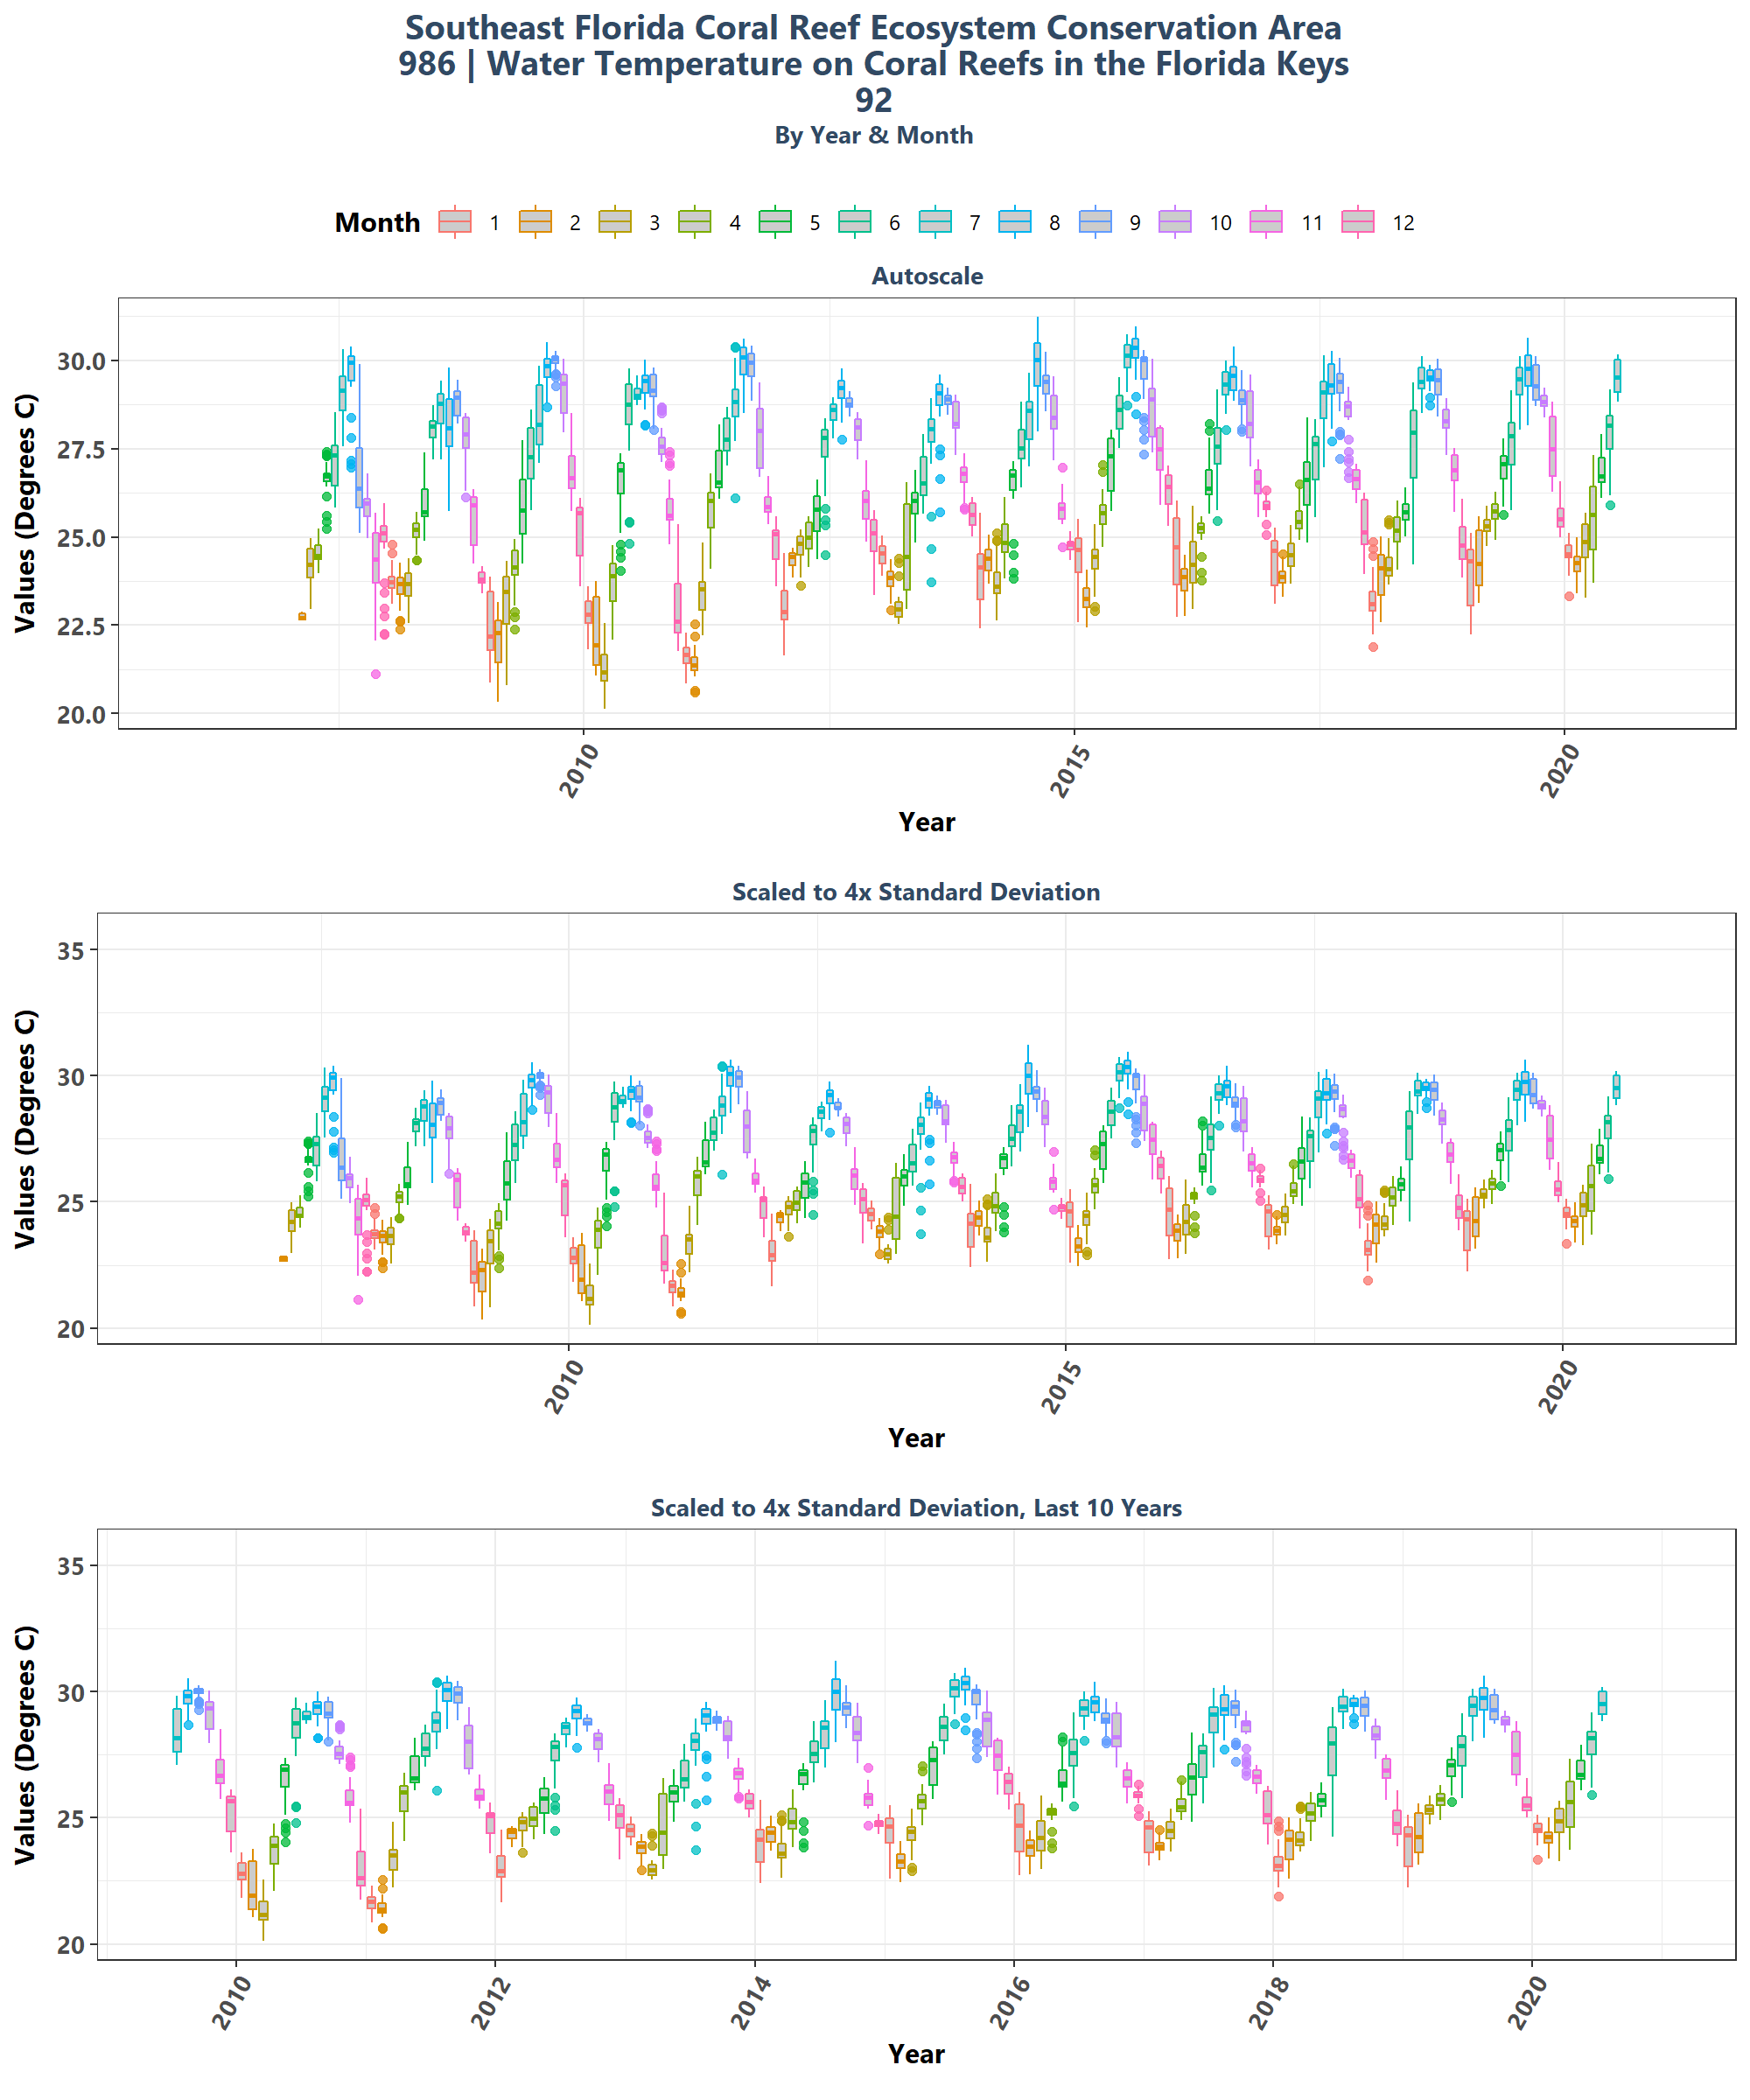 Southeast Florida Coral Reef Ecosystem Conservation Area
986 | Water Temperature on Coral Reefs in the Florida Keys
92
By Year & Month
Month 1 2 3 4 5 6 7 8 9 10 11 12
Autoscale
Values (Degrees C)
30.0
27.5
25.0
22.5
20.0
2010 2015 2020
Year
Scaled to 4x Standard Deviation
Values (Degrees C)
35
30
25
20
2010 2015 2020
Year
Scaled to 4x Standard Deviation, Last 10 Years
Values (Degrees C)
35
30
25
20
2010 2012 2014 2016 2018 2020
Year